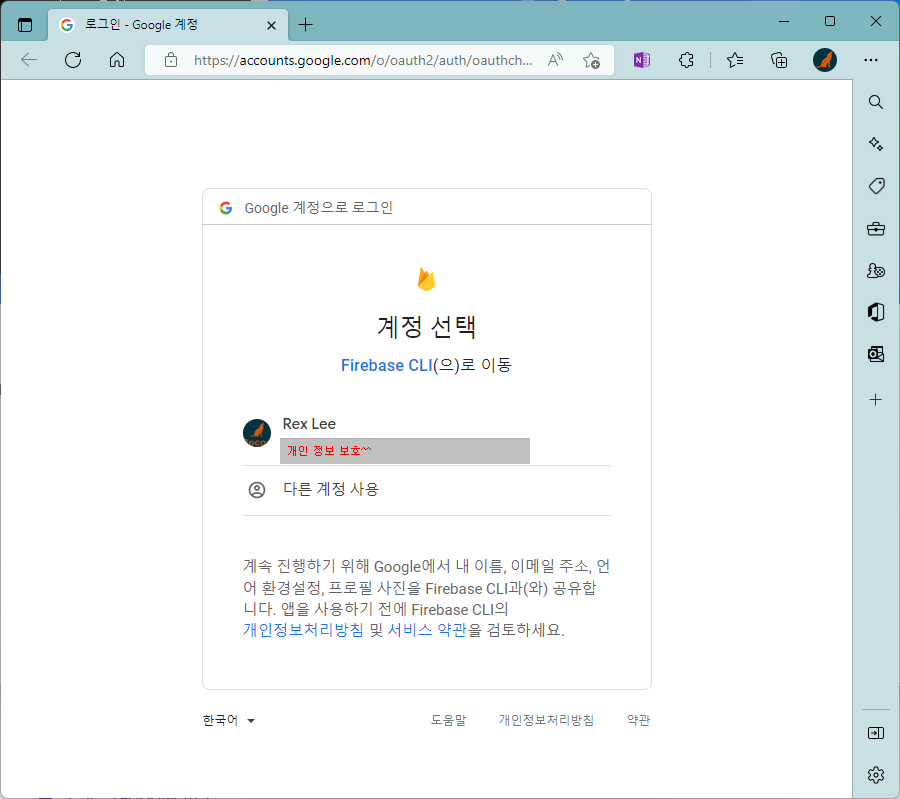 로그인 - Google 계정
https://accounts.google.com/o/oauth2/auth/oauthch...
Google 계정으로 로그인
계정 선택
Firebase CLI(으)로 이동
Rex Lee
개인 정보 보호^^
다른 계정 사용
계속 진행하기 위해 Google에서 내 이름, 이메일 주소, 언
어 환경설정, 프로필 사진을 Firebase CLI과(와) 공유합
니다. 앱을 사용하기 전에 Firebase CLI의
개인정보처리방침 및 서비스 약관을 검토하세요.
한국어
도움말 개인정보처리방침 약관